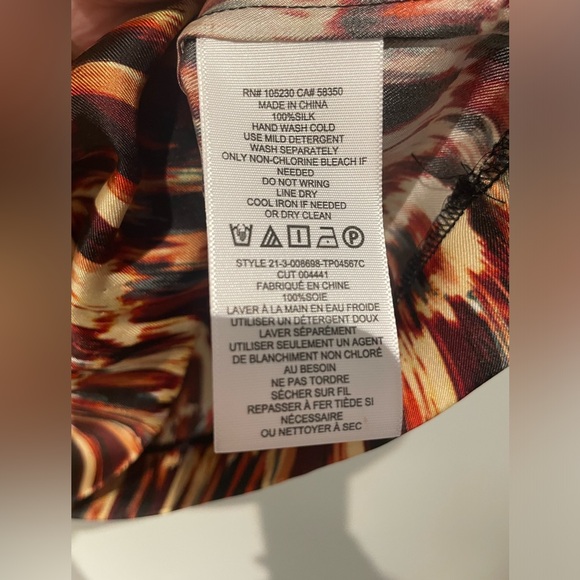 RN# 105230 CA# 58350
MADE IN CHINA
100%SILK
HAND WASH COLD
USE MILD DETERGENT
WASH SEPARATELY
ONLY NON-CHLORINE BLEACH IF
NEEDED
DO NOT WRING
LINE DRY
COOL IRON IF NEEDED
OR DRY CLEAN
P
STYLE 21-3-008698-TP04567C
CUT 004441
FABRIQUÉ EN CHINE
100%SOIE
LAVER À LA MAIN EN EAU FROIDE
UTILISER UN DÉTERGENT DOUX
LAVER SÉPARÉMENT
UTILISER SEULEMENT UN AGENT
DE BLANCHIMENT NON CHLORÉ
AU BESOIN
NE PAS TORDRE
SÉCHER SUR FIL
REPASSER À FER TIÈDE SI
NÉCESSAIRE
OU NETTOYER À SEC